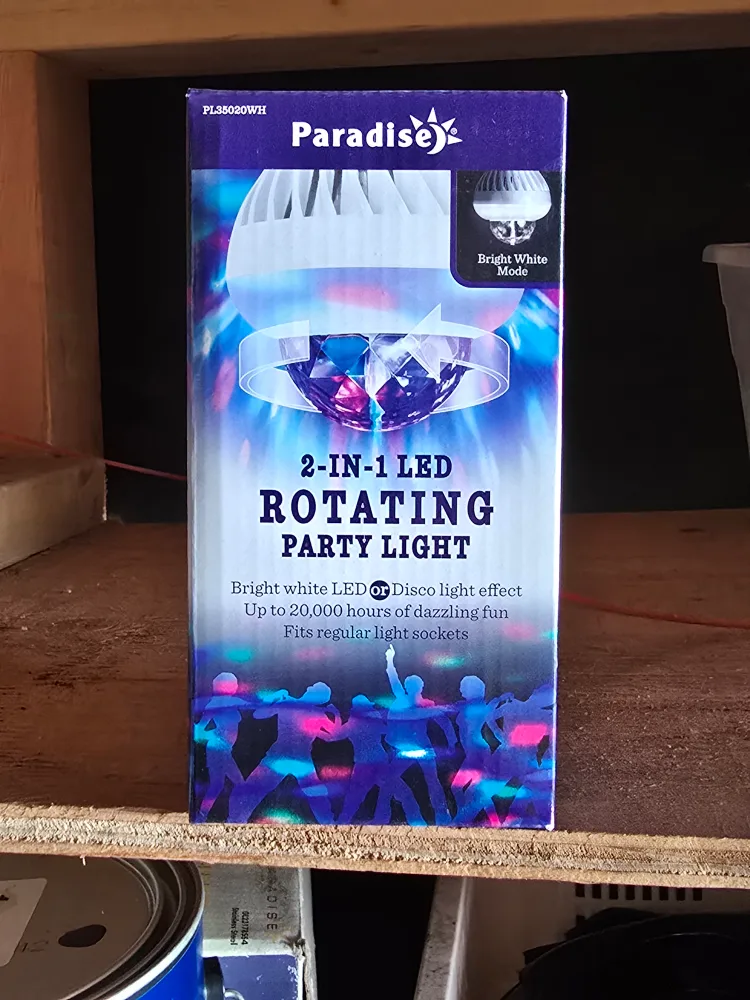 PL35020WH
Paradise®
Bright White
Mode
2-IN-1 LED
ROTATING
PARTY LIGHT
Bright white LED or Disco light effect
Up to 20,000 hours of dazzling fun
Fits regular light sockets